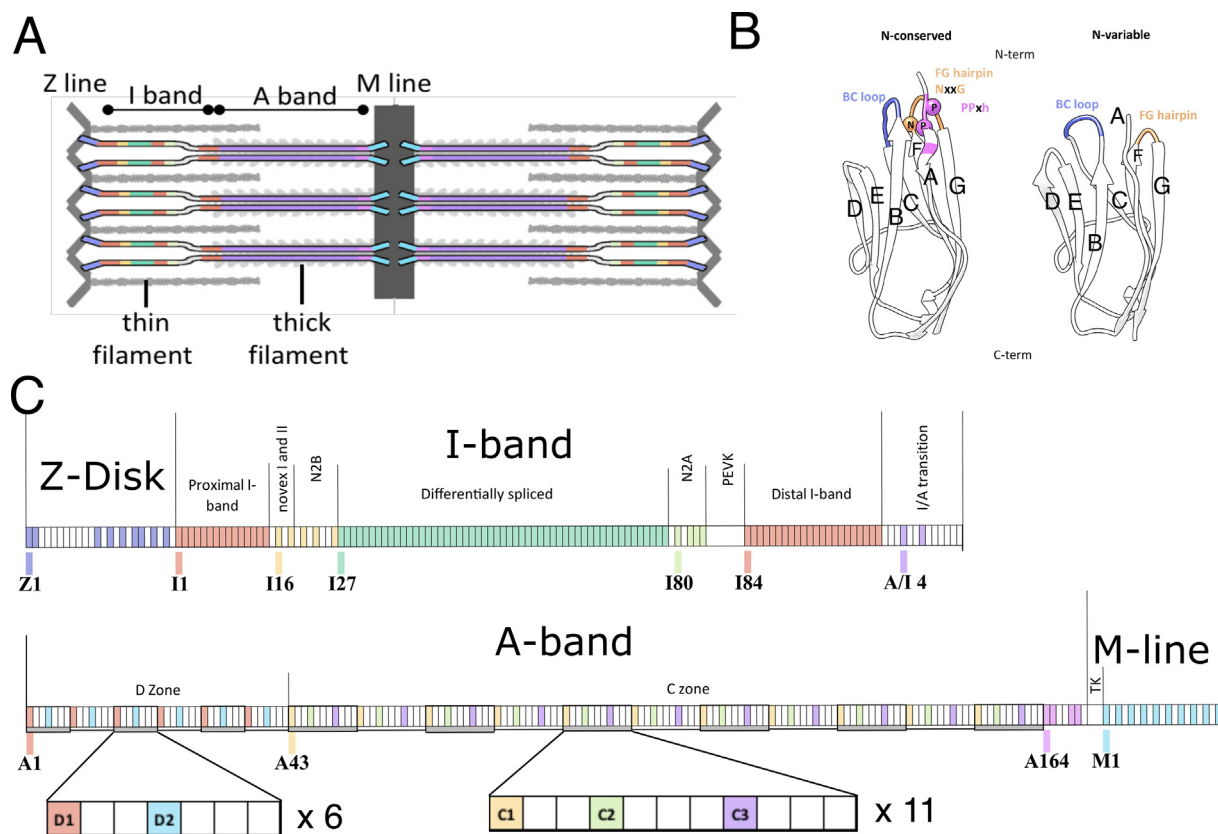 A
Z line
I band
A band
M line
thin
filament
thick
filament
B
N-conserved
N-variable
N-term
FG hairpin
NxxG
BC loop
PPxh
P
N
P
F
A
E
D
C
G
B
BC loop
A
FG hairpin
F
D
E
C
G
B
C-term
C
Z-Disk
I-band
Proximal I-
band
novex I and II
N2B
Differentially spliced
N2A
PEVK
Distal I-band
I/A transition
Z1
I1
I16
I27
I80
I84
A/I 4
A-band
M-line
D Zone
C zone
TK
A1
A43
A164
M1
D1
D2
x 6
C1
C2
C3
x 11